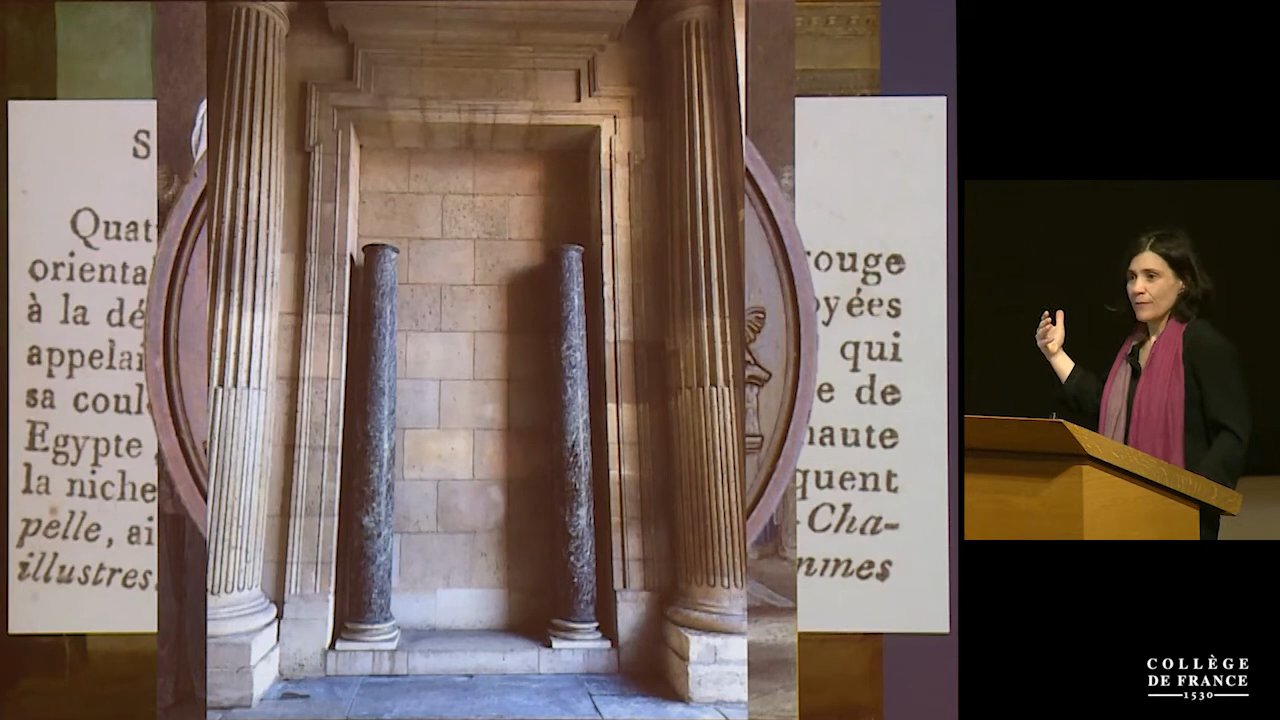 S
Quat
orienta
à la dé
appelai
sa coul
Egypte
la niche
pelle, ai
illustres.
rouge
oyées
qui
e de
haute
quent
-Cha-
mmes
COLLÈGE
DE FRANCE
1530